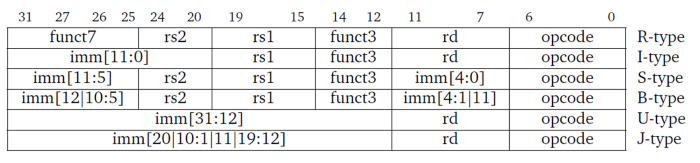 31 27 26 25 24 20 19 15 14 12 11 7 6 0
funct7 rs2 rs1 funct3 rd opcode R-type
imm[11:0] rs1 funct3 rd opcode I-type
imm[11:5] rs2 rs1 funct3 imm[4:0] opcode S-type
imm[12|10:5] rs2 rs1 funct3 imm[4:1|11] opcode B-type
imm[31:12] rd opcode U-type
imm[20|10:1|11|19:12] rd opcode J-type